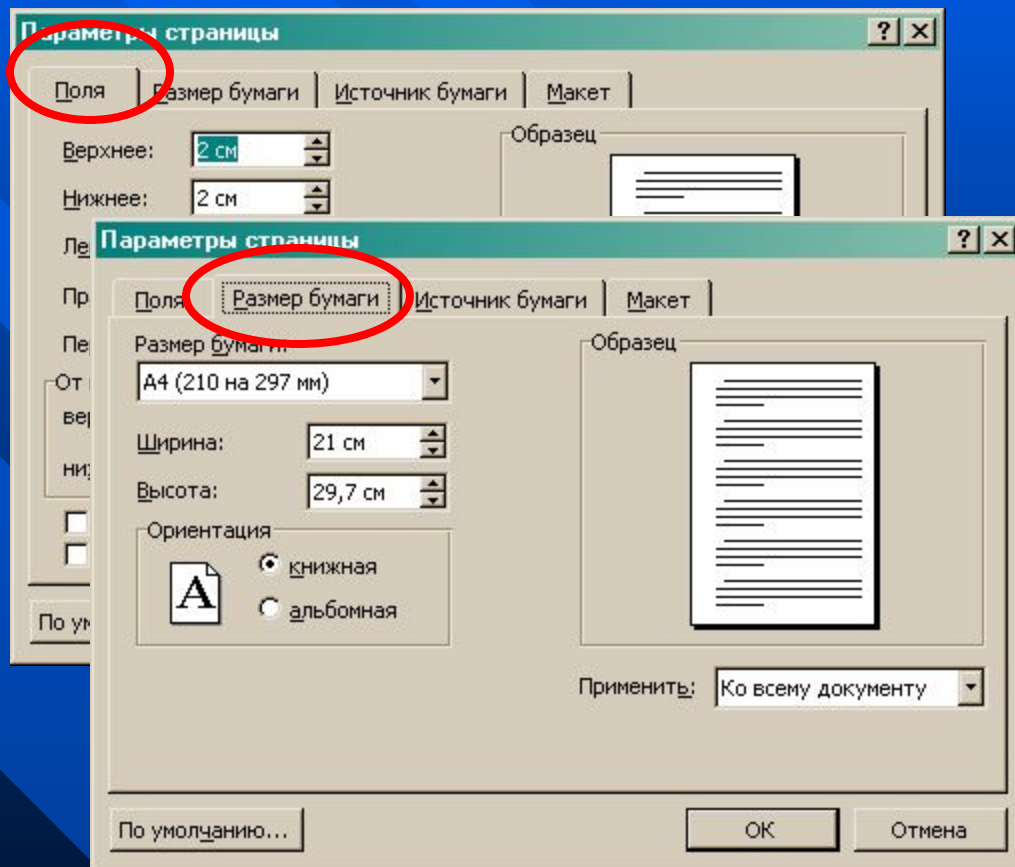 Параметры страницы
Поля Размер бумаги Источник бумаги Макет
Верхнее: 2 см
Образец
Нижнее: 2 см
Параметры страницы
Поля Размер бумаги Источник бумаги Макет
Размер бумаги:
A4 (210 на 297 мм)
Ширина: 21 см
Высота: 29,7 см
Ориентация
A
книжная
альбомная
Образец
Применить: Ко всему документу
По умолчанию...
ОК
Отмена